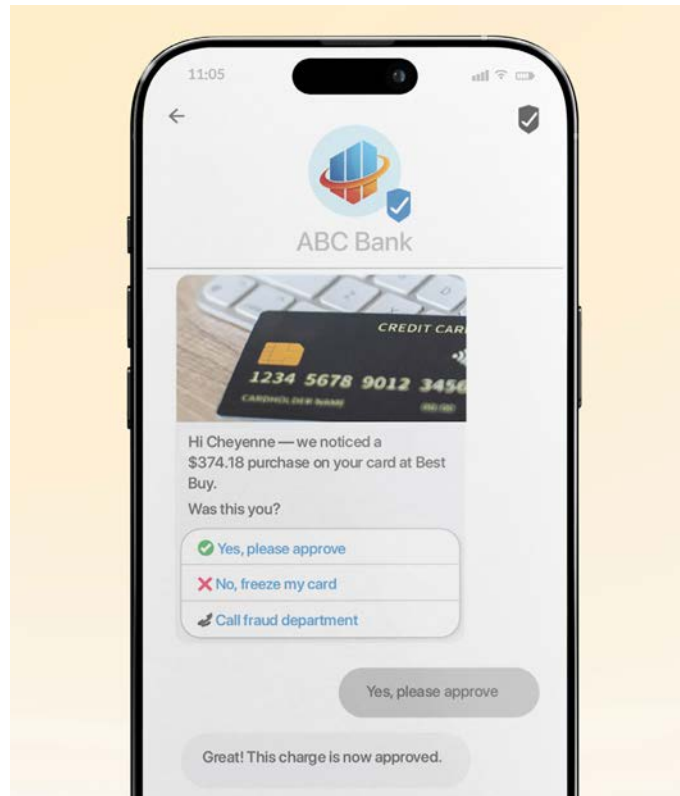 11:05
ABC Bank
CREDIT CAR
1234 5678 9012 3456
CARDHOLDER NAME
Hi Cheyenne — we noticed a
$374.18 purchase on your card at Best
Buy.
Was this you?
Yes, please approve
No, freeze my card
Call fraud department
Yes, please approve
Great! This charge is now approved.